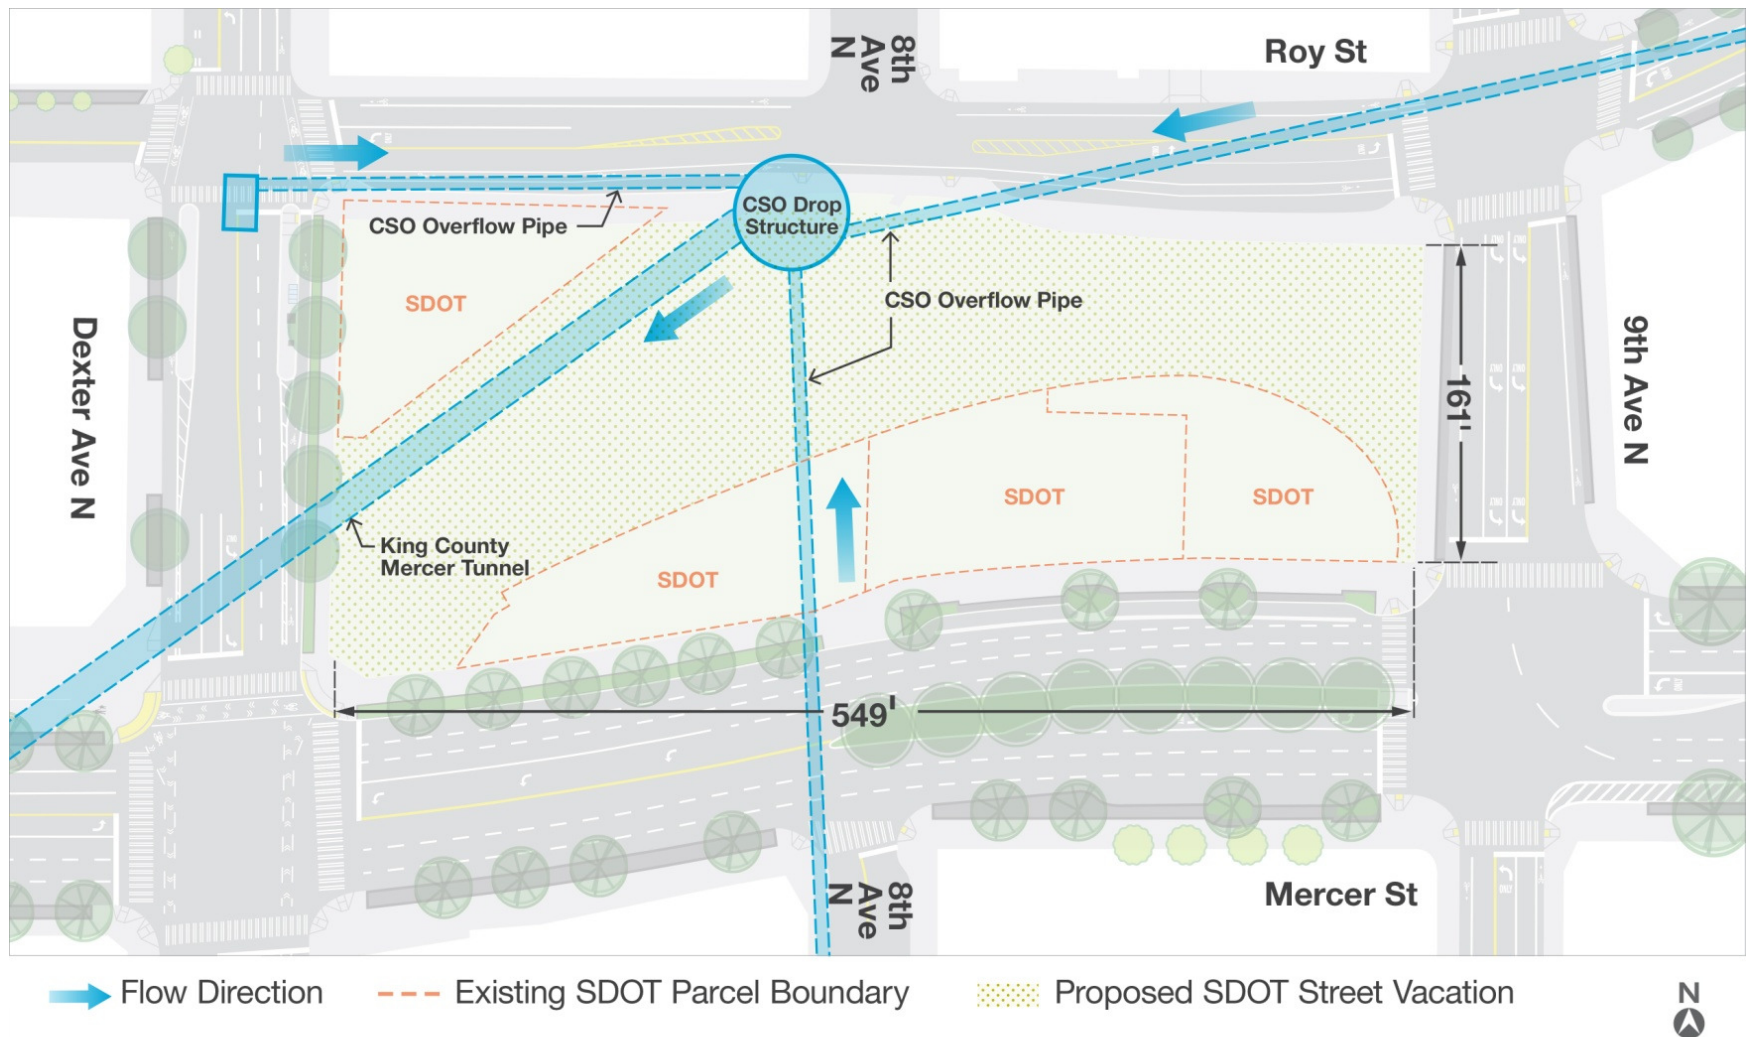 8th
Ave
N
Roy St
CSO Drop
Structure
CSO Overflow Pipe
SDOT
CSO Overflow Pipe
Dexter Ave N
9th Ave N
161'
SDOT
SDOT
King County
Mercer Tunnel
SDOT
549'
8th
Ave
N
Mercer St
Flow Direction
Existing SDOT Parcel Boundary
Proposed SDOT Street Vacation
N